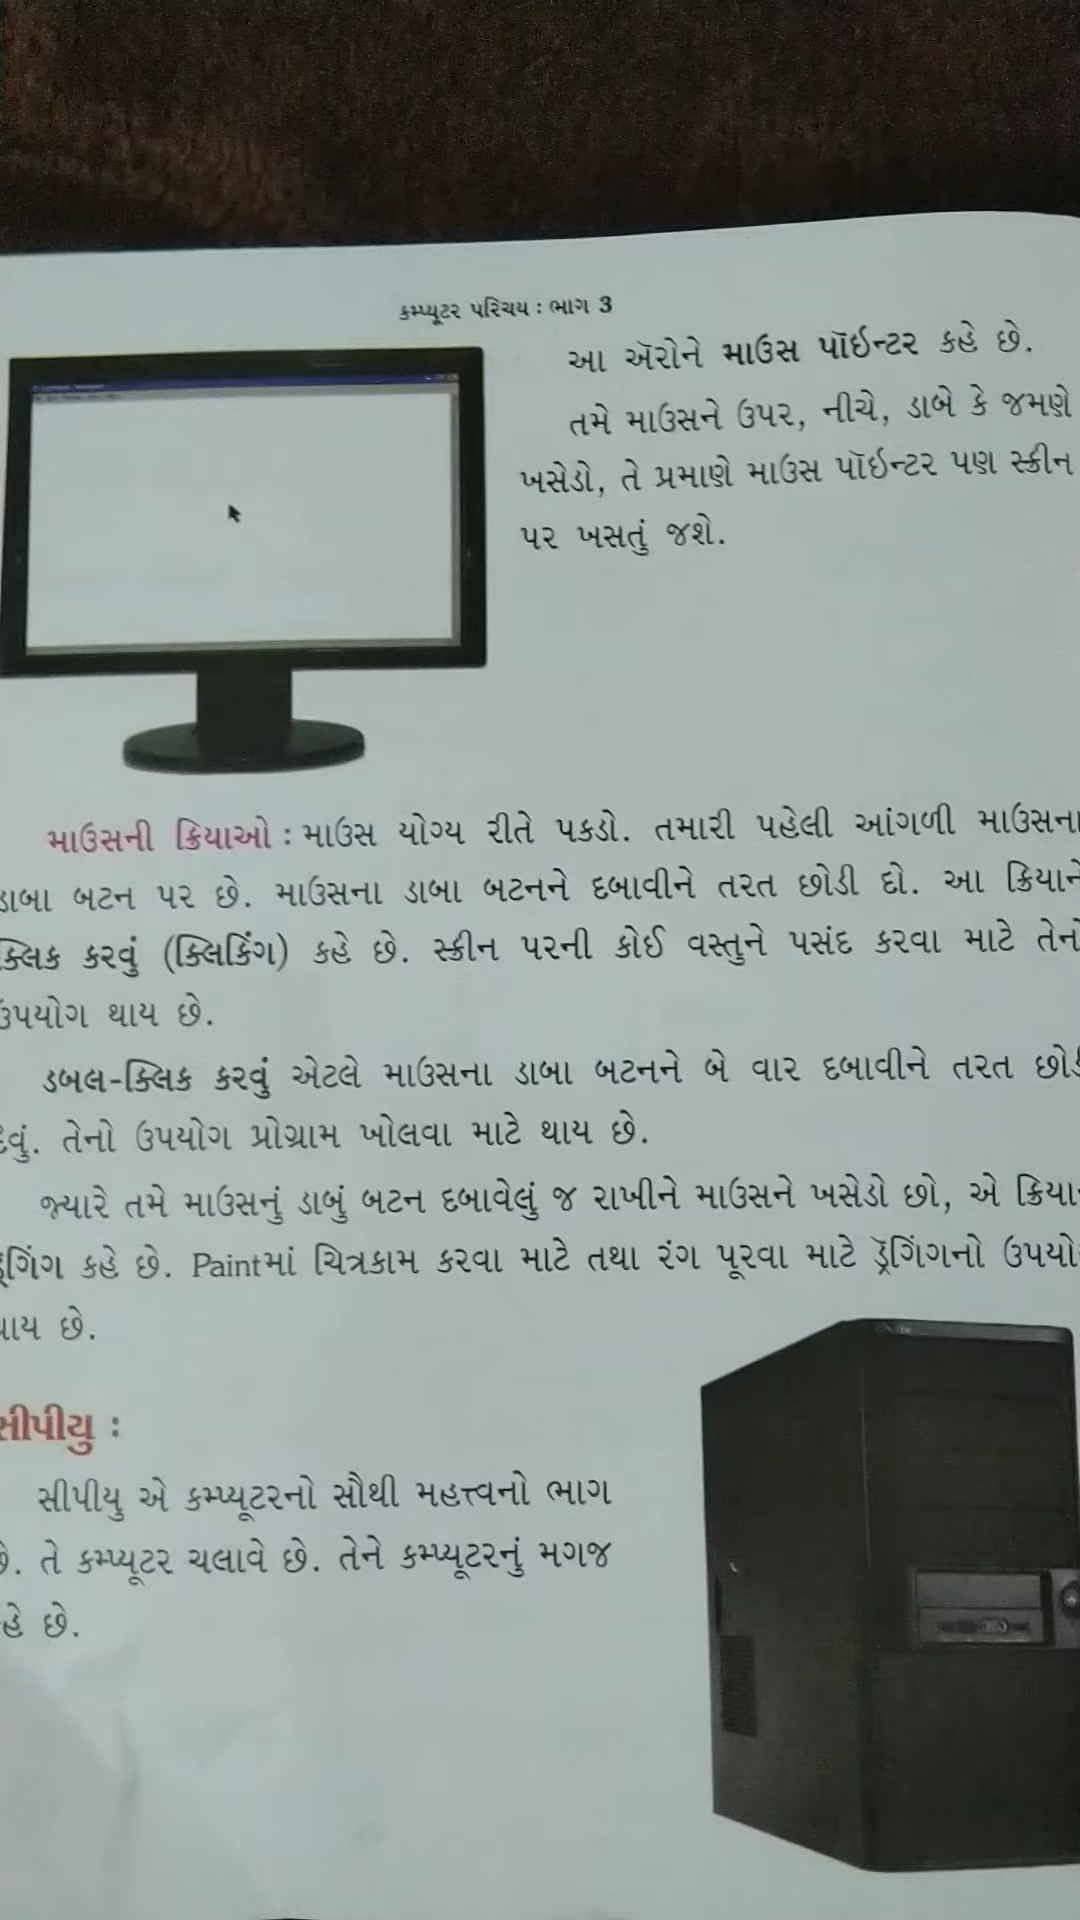 કમ્પ્યૂટર પરિચય : ભાગ 3
આ ઍરોને માઉસ પૉઇન્ટર કહે છે.
તમે માઉસને ઉપર, નીચે, ડાબે કે જમણે
ખસેડો, તે પ્રમાણે માઉસ પૉઇન્ટર પણ સ્ક્રીન
પર ખસતું જશે.
માઉસની ક્રિયાઓ : માઉસ યોગ્ય રીતે પકડો. તમારી પહેલી આંગળી માઉસના
ડાબા બટન પર છે. માઉસના ડાબા બટનને દબાવીને તરત છોડી દો. આ ક્રિયાને
ક્લિક કરવું (ક્લિકિંગ) કહે છે. સ્ક્રીન પરની કોઈ વસ્તુને પસંદ કરવા માટે
ઉપયોગ થાય છે.
ડબલ-ક્લિક કરવું એટલે માઉસના ડાબા બટનને બે વાર દબાવીને તરત
તેનો ઉપયોગ પ્રોગ્રામ ખોલવા માટે થાય છે.
જ્યારે તમે માઉસનું ડાબું બટન દબાવેલું જ રાખીને માઉસને ખસેડો છો, એ
કહે છે. Paintમાં ચિત્રકામ કરવા માટે તથા રંગ પૂરવા માટે ડ્રૅગિંગનો
છે.
સીપીયુ :
સીપીયુ એ કમ્પ્યૂટરનો સૌથી મહત્ત્વનો ભાગ
તે કમ્પ્યૂટર ચલાવે છે. તેને કમ્પ્યૂટરનું મગજ
છે.